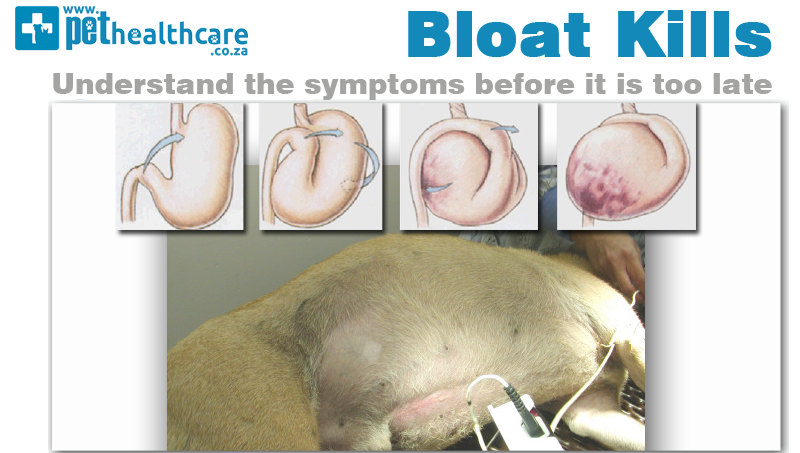 www.
pethealthcare
.co.za
Bloat Kills
Understand the symptoms before it is too late